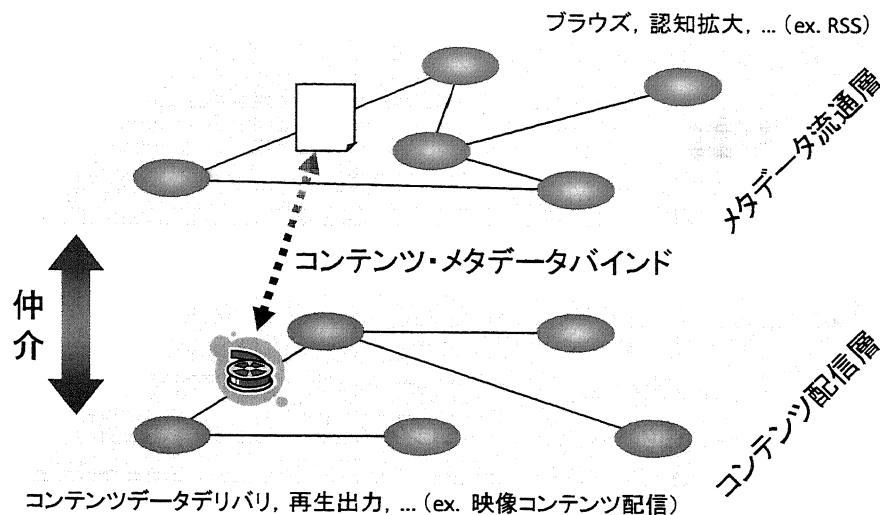 ブラウズ, 認知拡大, ... (ex. RSS)
メタデータ流通層
コンテンツ・メタデータバインド
仲介
コンテンツ配信層
コンテンツデータデリバリ, 再生出力, ... (ex. 映像コンテンツ配信)